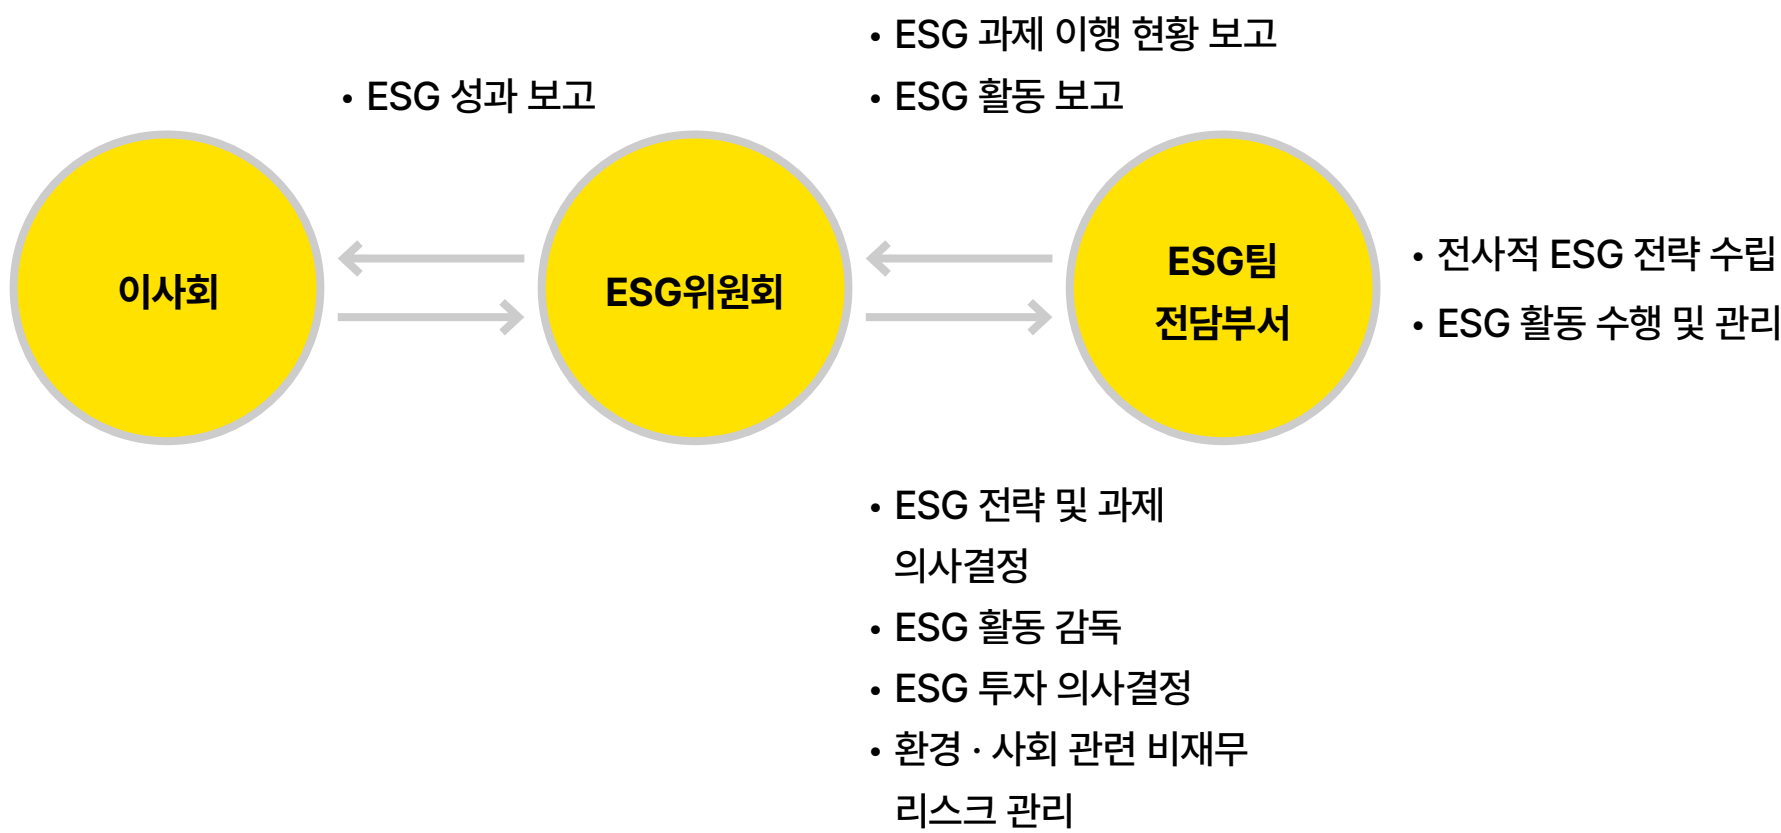 • ESG 성과 보고
• ESG 과제 이행 현황 보고
• ESG 활동 보고
이사회
ESG위원회
ESG팀
전담부서
• 전사적 ESG 전략 수립
• ESG 활동 수행 및 관리
• ESG 전략 및 과제
의사결정
• ESG 활동 감독
• ESG 투자 의사결정
• 환경 · 사회 관련 비재무
리스크 관리